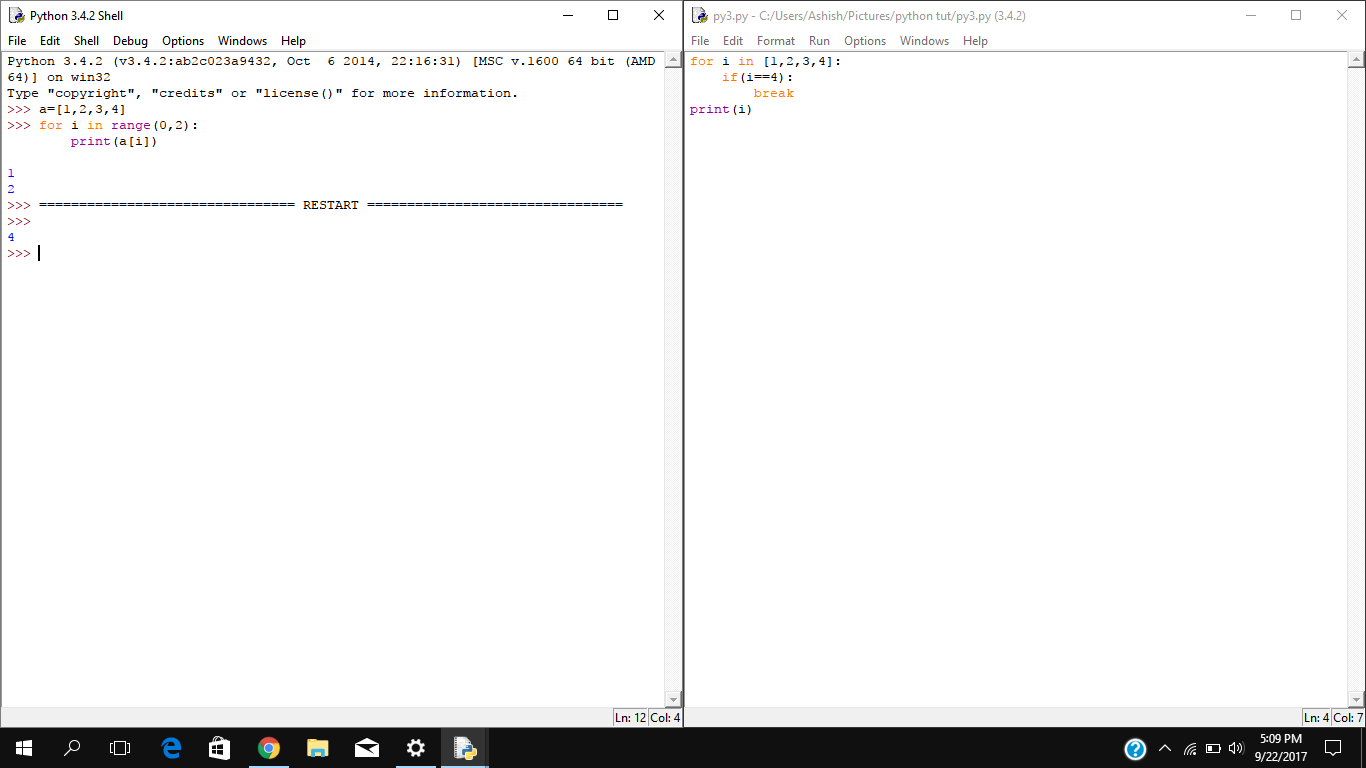 Python 3.4.2 Shell
File Edit Shell Debug Options Windows Help
Python 3.4.2 (v3.4.2:ab2c023a9432, Oct  6 2014, 22:16:31) [MSC v.1600 64 bit (AMD
64)] on win32
Type "copyright", "credits" or "license()" for more information.
>>> a=[1,2,3,4]
>>> for i in range(0,2):
        print(a[i])
1
2
>>> ================================ RESTART ================================
>>>
4
>>>
Ln: 12 Col: 4
py3.py - C:/Users/Ashish/Pictures/python tut/py3.py (3.4.2)
File Edit Format Run Options Windows Help
for i in [1,2,3,4]:
    if(i==4):
        break
print(i)
Ln: 4 Col: 7
5:09 PM
9/22/2017